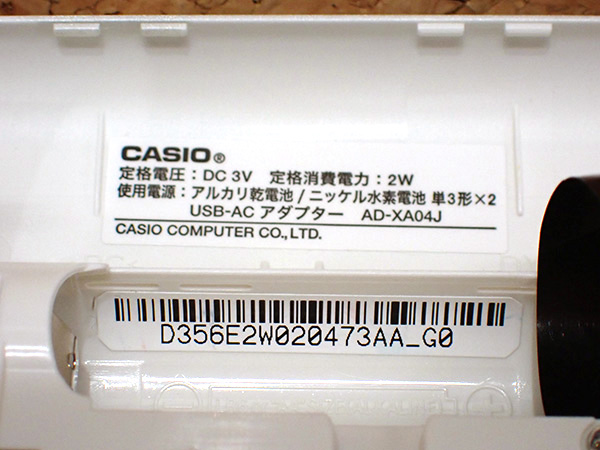 CASIO®
定格電圧：DC 3V 定格消費電力：2W
使用電源：アルカリ乾電池 / ニッケル水素電池 単3形×2
USB-AC アダプター AD-XA04J
CASIO COMPUTER CO., LTD.
D356E2W020473AA_G0